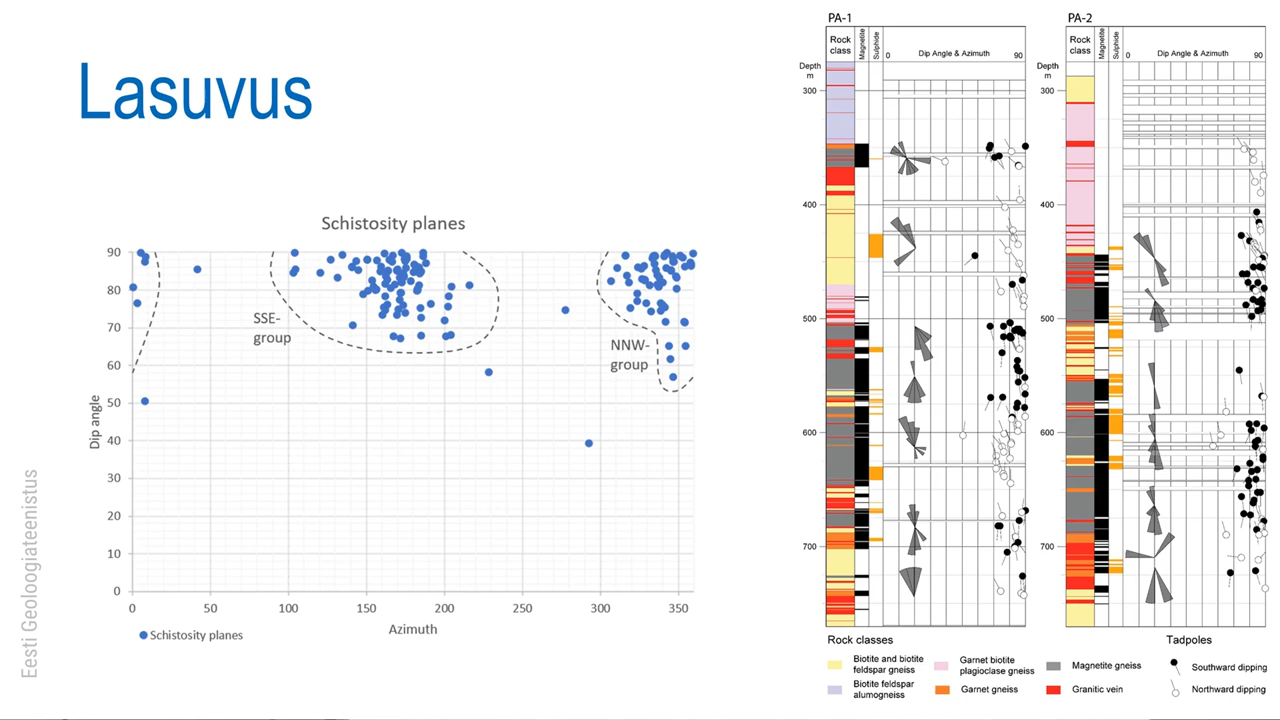 Lasuvus
Schistosity planes
90
80
70
60
50
40
30
20
10
0
Dip angle
SSE-
group
NNW-
group
0
50
100
150
200
250
300
350
Azimuth
Schistosity planes
Eesti Geoloogiateenistus
PA-1
Rock
class
Magnetite
Sulphide
0
Dip Angle & Azimuth
90
Depth
m
300
400
500
600
700
PA-2
Rock
class
Magnetite
Sulphide
0
Dip Angle & Azimuth
90
Depth
m
300
400
500
600
700
Rock classes
Biotite and biotite
feldspar gneiss
Garnet biotite
plagioclase gneiss
Magnetite gneiss
Biotite feldspar
alumogneiss
Garnet gneiss
Granitic vein
Tadpoles
Southward dipping
Northward dipping